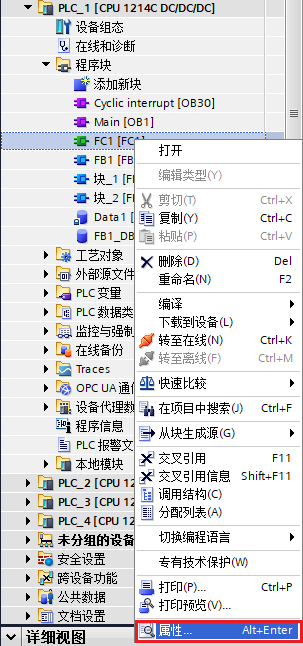 PLC_1 [CPU 1214C DC/DC/DC]
设备组态
在线和诊断
程序块
添加新块
Cyclic interrupt [OB30]
Main [OB1]
FC1 [FC1]
FB1 [FB
块_1 [FB
块_2 [FB
Data1 [
FB1_DB
工艺对象
外部源文件
PLC 变量
PLC 数据类
监控与强制
在线备份
Traces
OPC UA 通信
设备代理数
程序信息
PLC 报警文
本地模块
PLC_2 [CPU 12
PLC_3 [CPU 12
PLC_4 [CPU 12
未分组的设备
安全设置
跨设备功能
公共数据
文档设置
详细视图
打开
编辑类型(Y)
剪切(T) Ctrl+X
复制(Y) Ctrl+C
粘贴(P) Ctrl+V
删除(D) Del
重命名(N) F2
编译
下载到设备(L)
转至在线(N) Ctrl+K
转至离线(F) Ctrl+M
快速比较
在项目中搜索(J) Ctrl+F
从块生成源(G)
交叉引用 F11
交叉引用信息 Shift+F11
调用结构(C)
分配列表(A)
切换编程语言
专有技术保护(W)
打印(P)... Ctrl+P
打印预览(V)...
属性... Alt+Enter